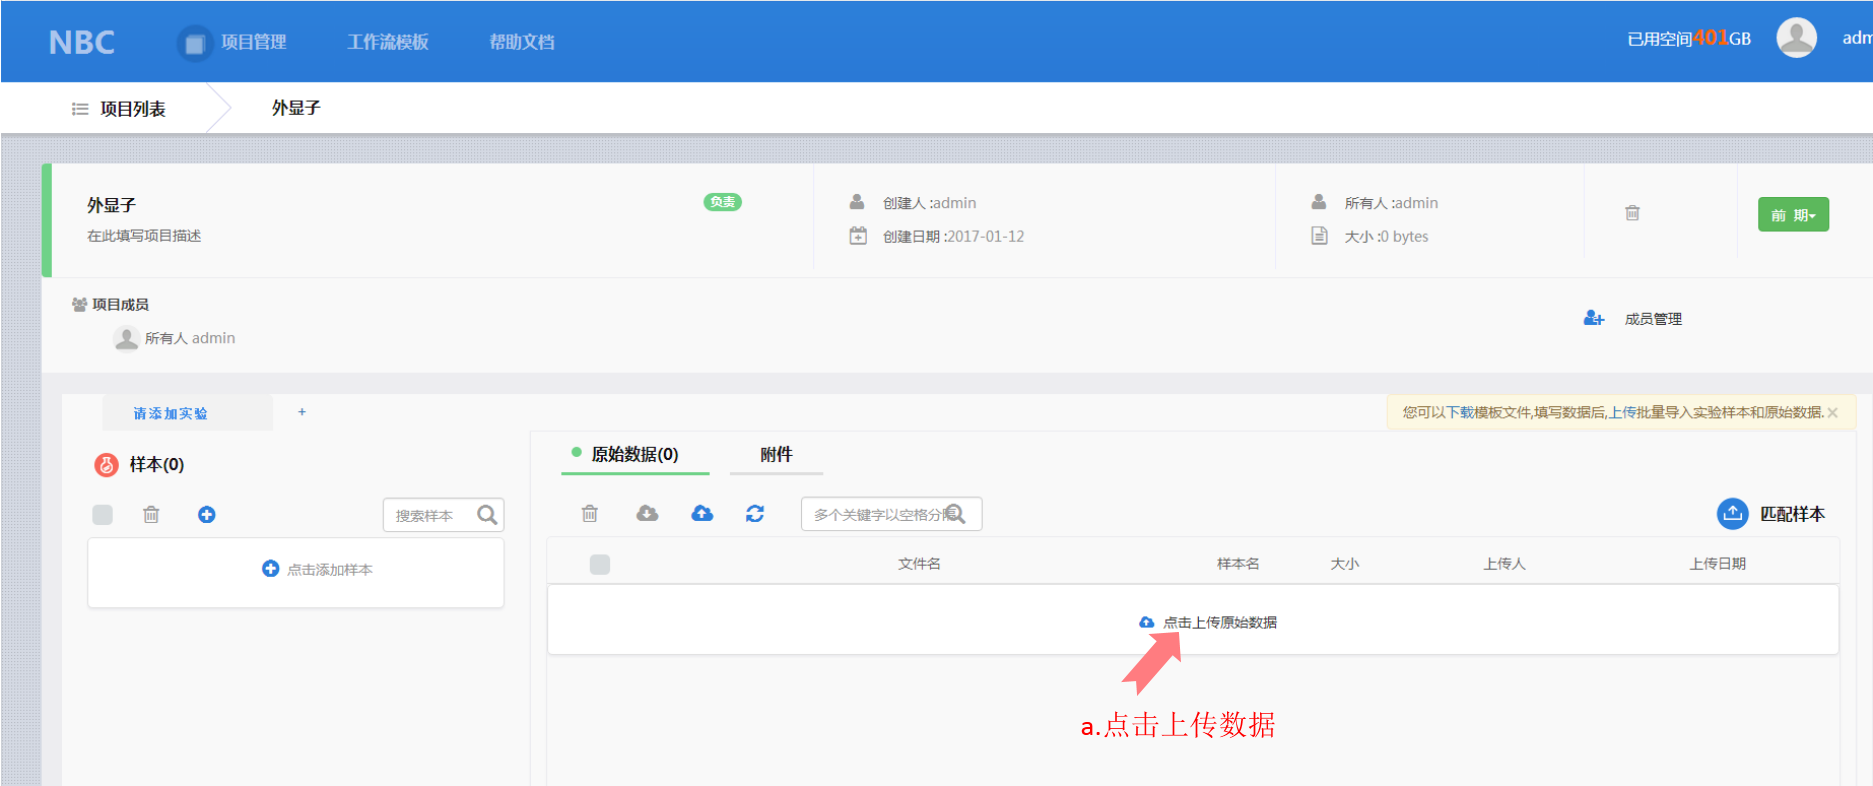 NBC 项目管理 工作流模板 帮助文档 已用空间401GB adm
项目列表 外显子
外显子 负责 创建人 :admin 所有人 :admin 前 期
在此填写项目描述 创建日期 :2017-01-12 大小 :0 bytes
项目成员
所有人 admin 成员管理
请添加实验 + 您可以下载模板文件,填写数据后,上传批量导入实验样本和原始数据. ×
样本(0) 原始数据(0) 附件
搜索样本 多个关键字以空格分隔 匹配样本
文件名 样本名 大小 上传人 上传日期
点击添加样本
点击上传原始数据
a.点击上传数据